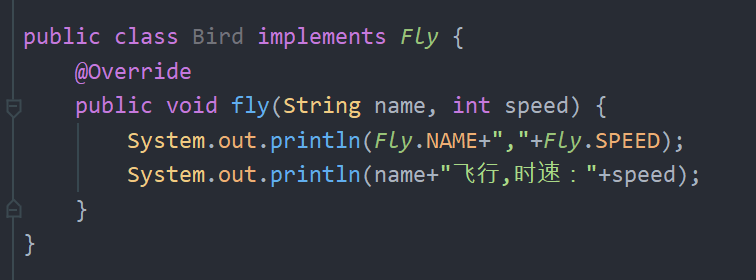 public class Bird implements Fly {
    @Override
    public void fly(String name, int speed) {
        System.out.println(Fly.NAME+","+Fly.SPEED);
        System.out.println(name+"飞行,时速："+speed);
    }
}